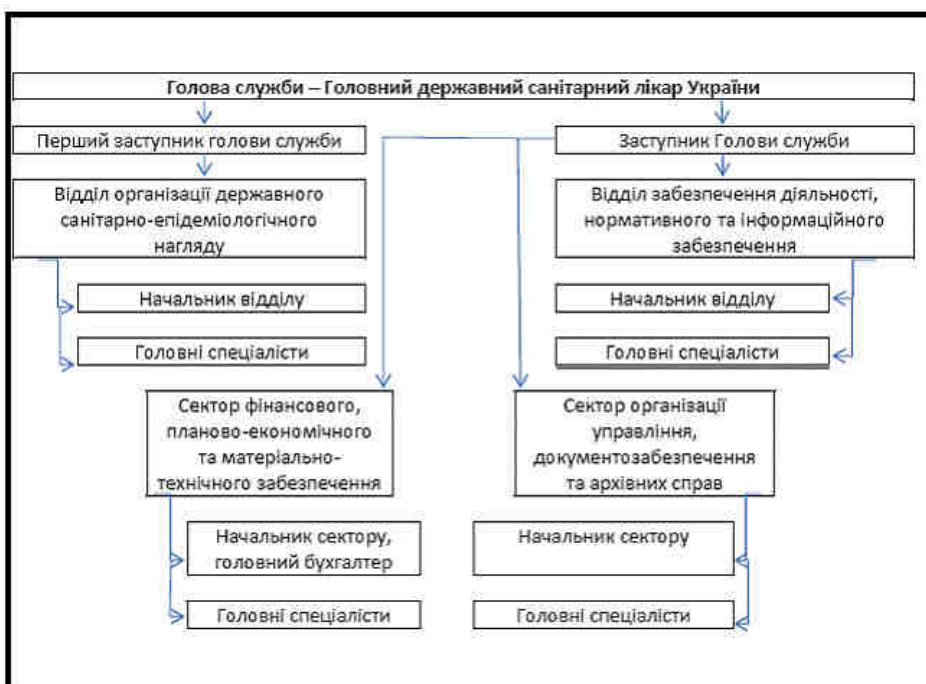 Голова служби – Головний державний санітарний лікар України
Перший заступник голови служби
Заступник Голови служби
Відділ організації державного
санітарно-епідеміологічного
нагляду
Відділ забезпечення діяльності,
нормативного та інформаційного
забезпечення
Начальник відділу
Начальник відділу
Головні спеціалісти
Головні спеціалісти
Сектор фінансового,
планово-економічного
та матеріально-
технічного забезпечення
Сектор організації
управління,
документозабезпечення
та архівних справ
Начальник сектору,
головний бухгалтер
Начальник сектору
Головні спеціалісти
Головні спеціалісти